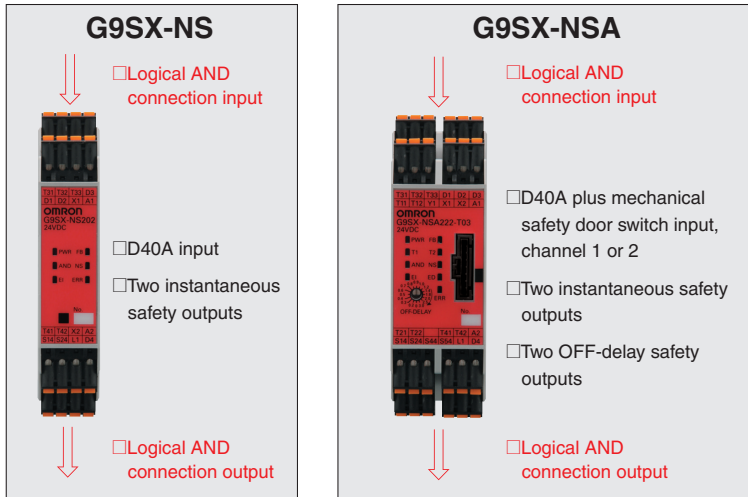 G9SX-NS
□Logical AND
connection input
T31 T32 T33 D3
D1 D2 X1 A1
OMRON
G9SX-NS202
24VDC
PWR FB
AND NS
EI ERR
No.
T41 T42 X2 A2
S14 S24 L1 D4
□D40A input
□Two instantaneous
safety outputs
□Logical AND
connection output
G9SX-NSA
□Logical AND
connection input
T31 T32 T33 D1 D2 D3
T11 T12 Y1 X1 X2 A1
OMRON
G9SX-NSA222-T03
24VDC
PWR FB
T1 T2
AND NS
EI ED
ERR
OFF-DELAY
No.
T21 T22 T41 T42 A2
S14 S24 S44 S54 L1 D4
□D40A plus mechanical
safety door switch input,
channel 1 or 2
□Two instantaneous safety
outputs
□Two OFF-delay safety
outputs
□Logical AND
connection output